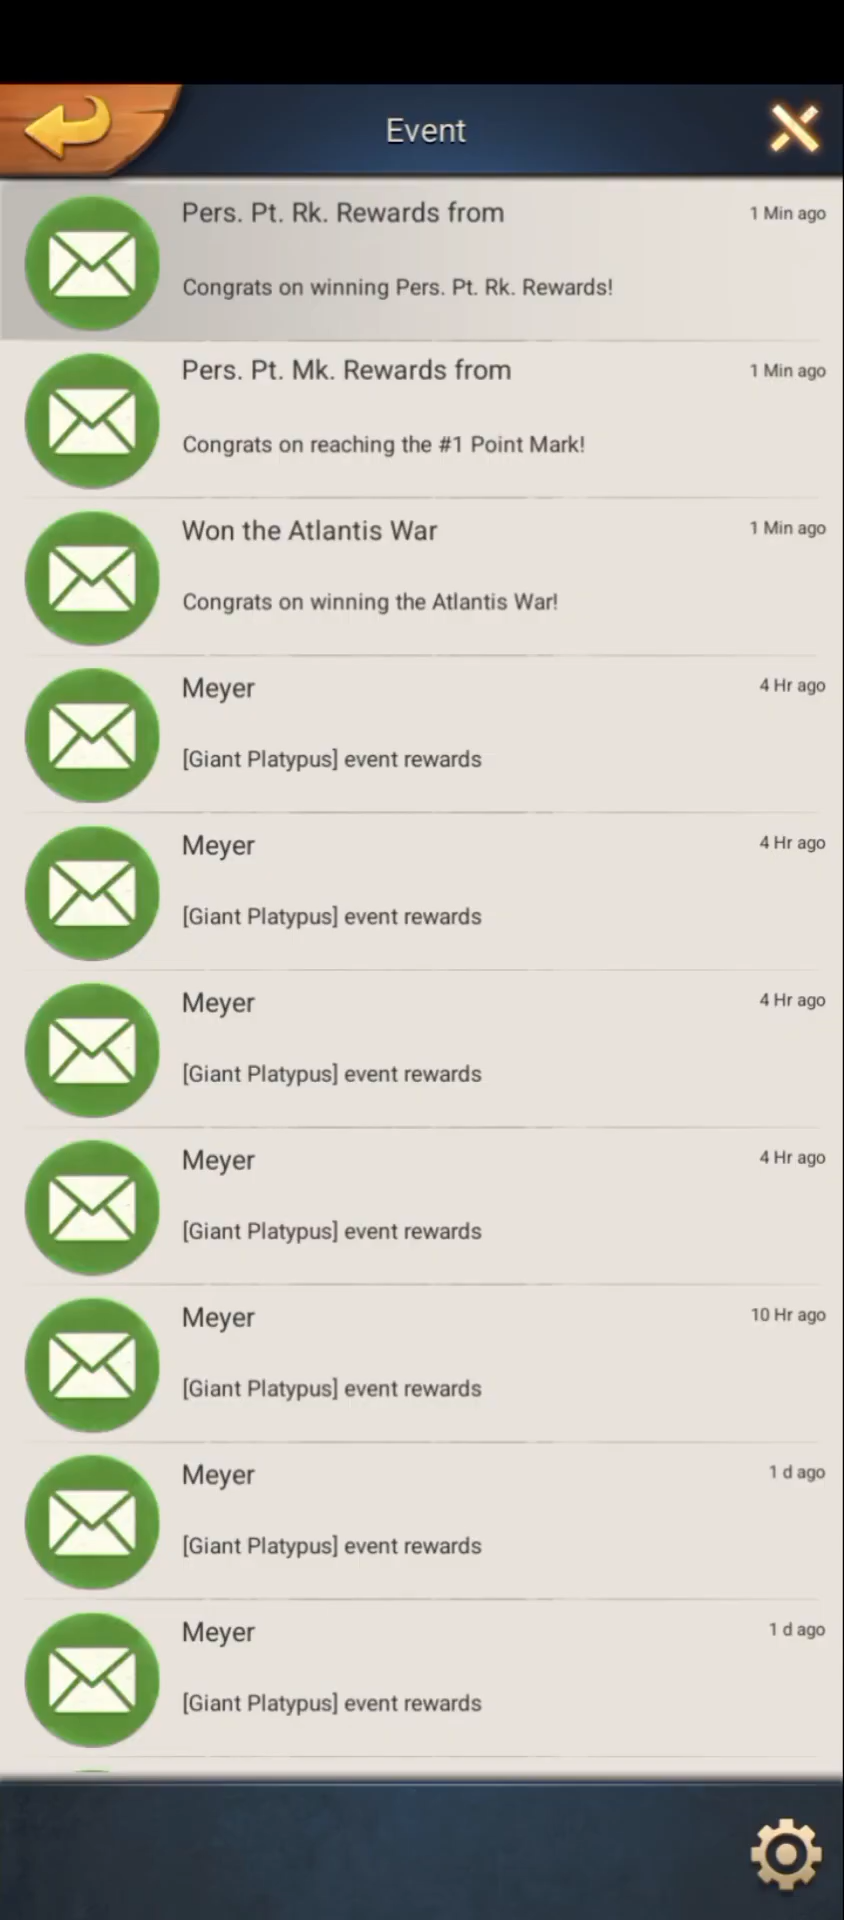 Event
Pers. Pt. Rk. Rewards from
1 Min ago
Congrats on winning Pers. Pt. Rk. Rewards!
Pers. Pt. Mk. Rewards from
1 Min ago
Congrats on reaching the #1 Point Mark!
Won the Atlantis War
1 Min ago
Congrats on winning the Atlantis War!
Meyer
4 Hr ago
[Giant Platypus] event rewards
Meyer
4 Hr ago
[Giant Platypus] event rewards
Meyer
4 Hr ago
[Giant Platypus] event rewards
Meyer
4 Hr ago
[Giant Platypus] event rewards
Meyer
10 Hr ago
[Giant Platypus] event rewards
Meyer
1 d ago
[Giant Platypus] event rewards
Meyer
1 d ago
[Giant Platypus] event rewards